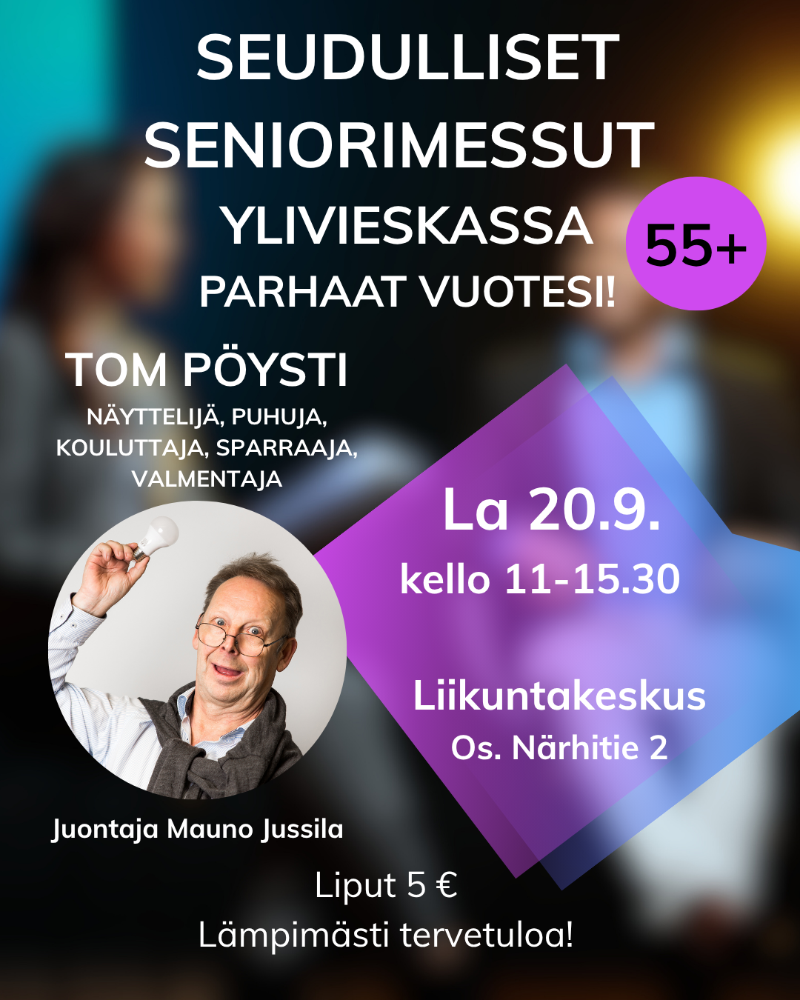 SEUDULLISET
SENIORIMESSUT
YLIVIESKASSA
55+
PARHAAT VUOTESI!
TOM PÖYSTI
NÄYTTELIJÄ, PUHUJA,
KOULUTTAJA, SPARRAAJA,
VALMENTAJA
La 20.9.
kello 11-15.30
Liikuntakeskus
Os. Närhitie 2
Juontaja Mauno Jussila
Liput 5 €
Lämpimästi tervetuloa!